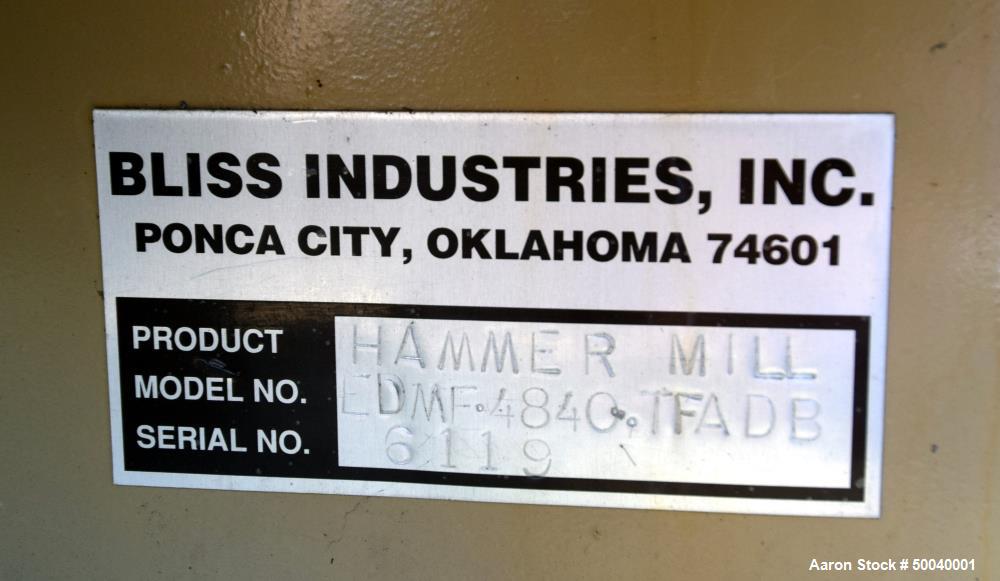 BLISS INDUSTRIES, INC.
PONCA CITY, OKLAHOMA 74601
PRODUCT HAMMER MILL
MODEL NO. EDMF.4840.TFADB
SERIAL NO. 6119
Aaron Stock # 50040001